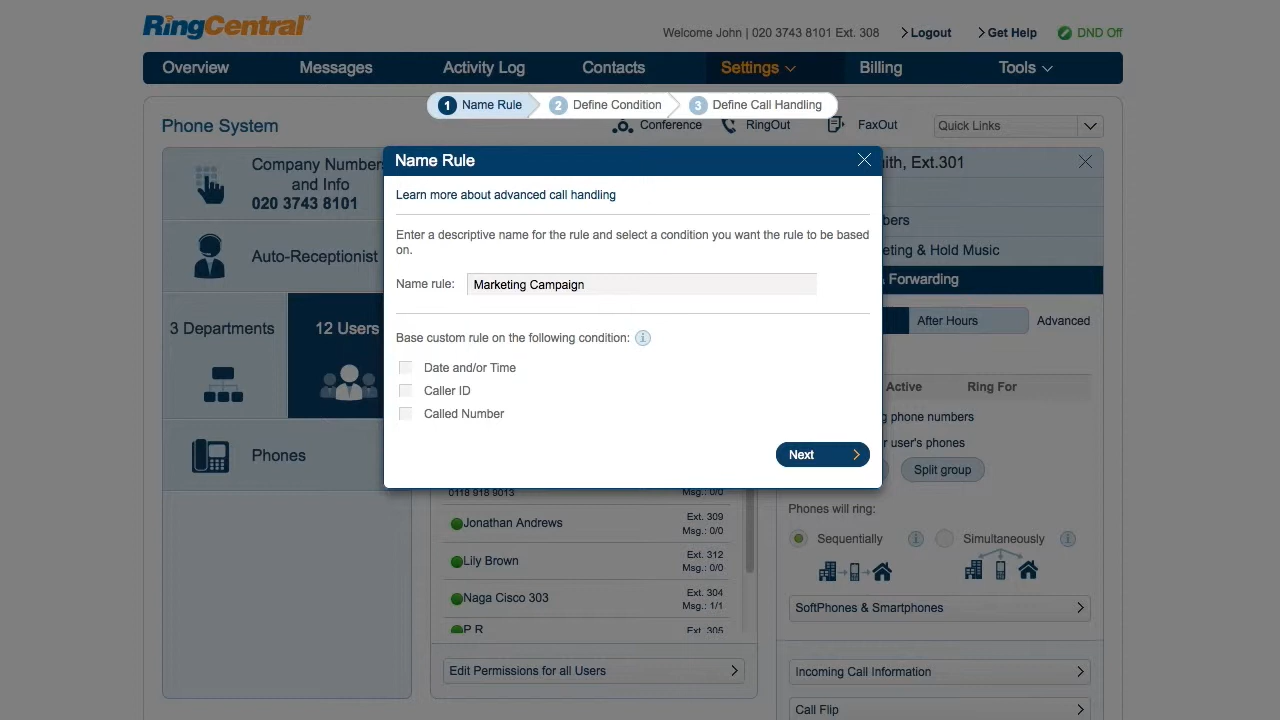 RingCentral®
Welcome John | 020 3743 8101 Ext. 308
Logout
Get Help
DND Off
Overview
Messages
Activity Log
Contacts
Settings
Billing
Tools
1 Name Rule
2 Define Condition
3 Define Call Handling
Phone System
Conference
RingOut
FaxOut
Quick Links
Company Numbers
and Info
020 3743 8101
Auto-Receptionist
3 Departments
12 Users
Phones
Name Rule
Learn more about advanced call handling
Enter a descriptive name for the rule and select a condition you want the rule to be based
on.
Name rule:
Marketing Campaign
Base custom rule on the following condition:
Date and/or Time
Caller ID
Called Number
Next
0118 918 9013
Msg.: 0/0
Jonathan Andrews
Ext. 309
Msg.: 0/0
Lily Brown
Ext. 312
Msg.: 0/0
Naga Cisco 303
Ext. 304
Msg.: 1/1
P R
Ext. 305
Edit Permissions for all Users
ith, Ext.301
bers
eting & Hold Music
Forwarding
After Hours
Advanced
Active
Ring For
g phone numbers
r user's phones
Split group
Phones will ring:
Sequentially
Simultaneously
SoftPhones & Smartphones
Incoming Call Information
Call Flip